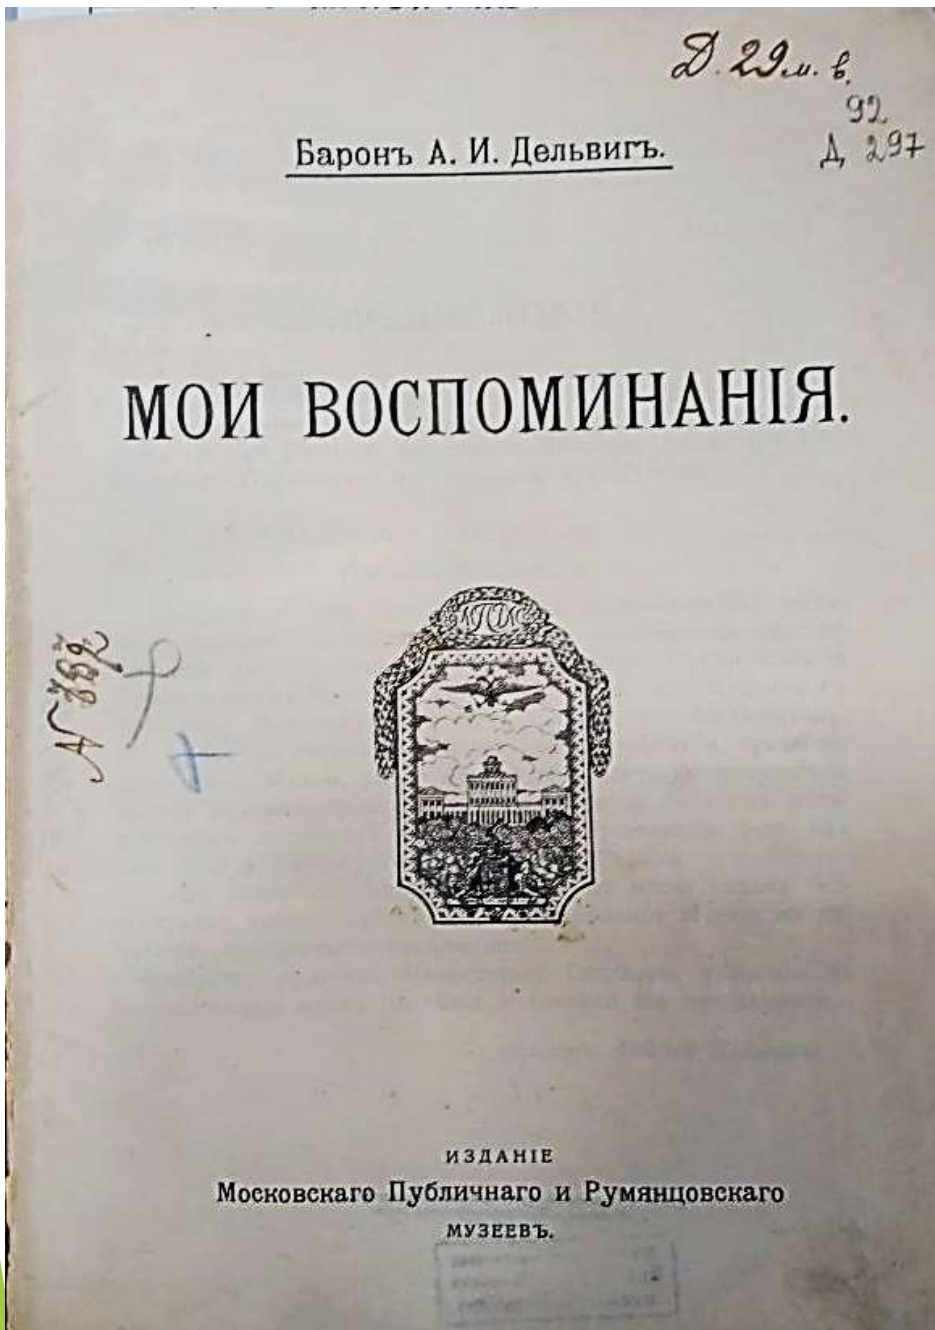 Д. 29 м. в.
92
Д 297
Баронъ А. И. Дельвигъ.
МОИ ВОСПОМИНАНІЯ.
ИЗДАНІЕ
Московскаго Публичнаго и Румянцовскаго
МУЗЕЕВЪ.